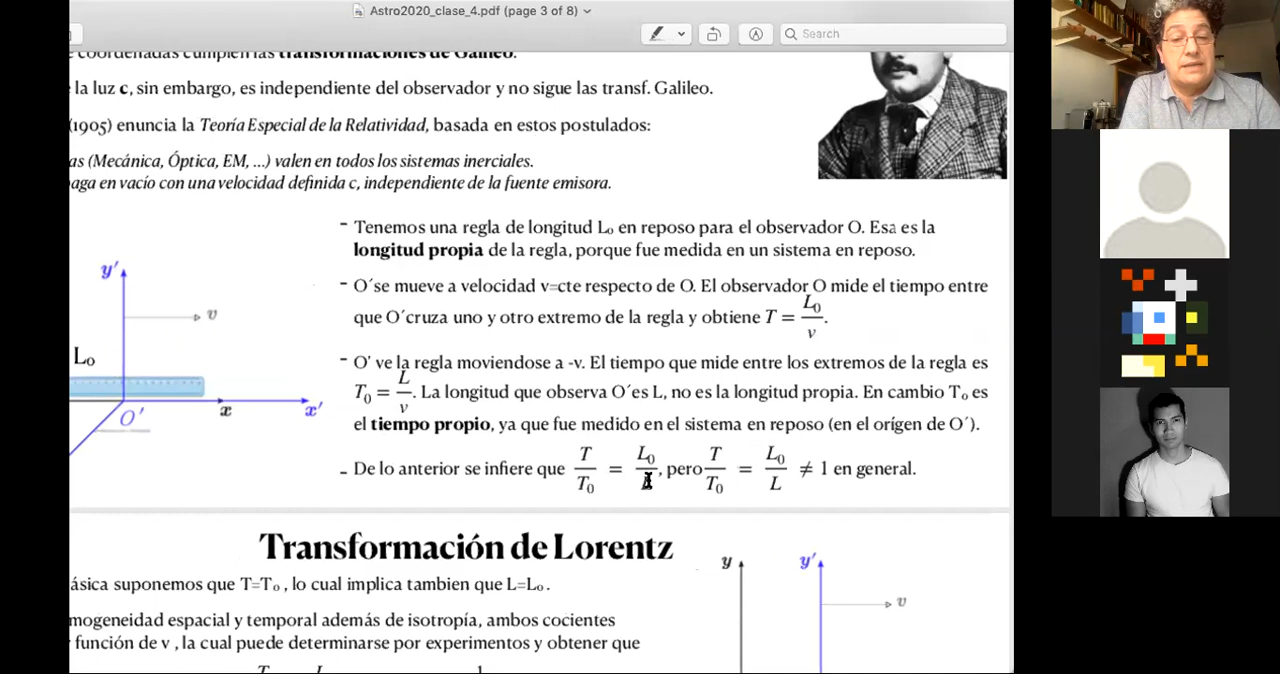 Astro2020_clase_4.pdf (page 3 of 8)
Search
coordenadas cumplen las transformaciones de Galileo.
la luz c, sin embargo, es independiente del observador y no sigue las transf. Galileo.
(1905) enuncia la Teoría Especial de la Relatividad, basada en estos postulados:
as (Mecánica, Óptica, EM, ...) valen en todos los sistemas inerciales.
aga en vacío con una velocidad definida c, independiente de la fuente emisora.
- Tenemos una regla de longitud L₀ en reposo para el observador O. Esa es la
longitud propia de la regla, porque fue medida en un sistema en reposo.
y'
v
L₀
O'
x
x'
- O´se mueve a velocidad v=cte respecto de O. El observador O mide el tiempo entre
que O´cruza uno y otro extremo de la regla y obtiene T = L₀/v.
- O' ve la regla moviendose a -v. El tiempo que mide entre los extremos de la regla es
T₀ = L/v. La longitud que observa O´es L, no es la longitud propia. En cambio T₀ es
el tiempo propio, ya que fue medido en el sistema en reposo (en el orígen de O´).
- De lo anterior se infiere que T/T₀ = L₀/L, pero T/T₀ = L₀/L ≠ 1 en general.
Transformación de Lorentz
ásica suponemos que T=T₀, lo cual implica tambien que L=L₀.
mogeneidad espacial y temporal además de isotropía, ambos cocientes
función de v , la cual puede determinarse por experimentos y obtener que
y
y'
v